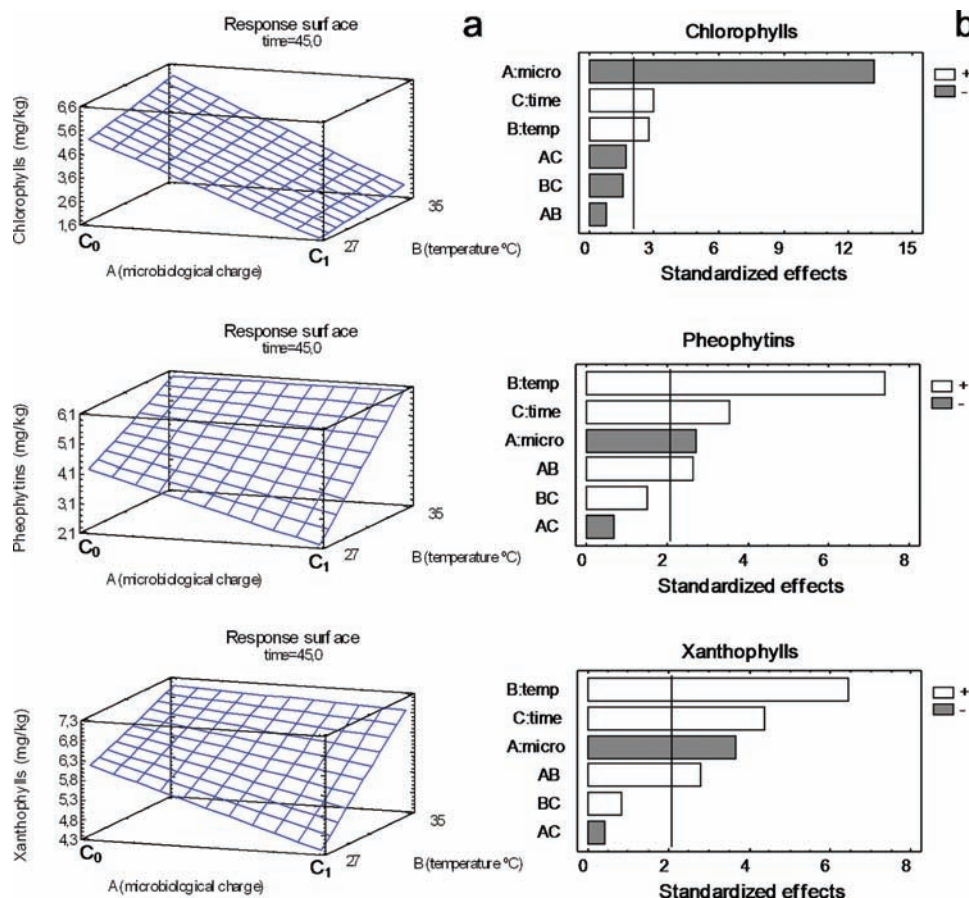 a
b
Response surface
time=45,0
Chlorophylls (mg/kg)
6,6
5,6
4,6
3,6
2,6
1,6
C0
C1
27
35
A (microbiological charge)
B (temperature ºC)
Chlorophylls
A:micro
C:time
B:temp
AC
BC
AB
0 3 6 9 12 15
Standardized effects
+
-
Response surface
time=45,0
Pheophytins (mg/kg)
6,1
5,1
4,1
3,1
2,1
C0
C1
27
35
A (microbiological charge)
B (temperature ºC)
Pheophytins
B:temp
C:time
A:micro
AB
BC
AC
0 2 4 6 8
Standardized effects
+
-
Response surface
time=45,0
Xanthophylls (mg/kg)
7,3
6,8
6,3
5,8
5,3
4,8
4,3
C0
C1
27
35
A (microbiological charge)
B (temperature ºC)
Xanthophylls
B:temp
C:time
A:micro
AB
BC
AC
0 2 4 6 8
Standardized effects
+
-